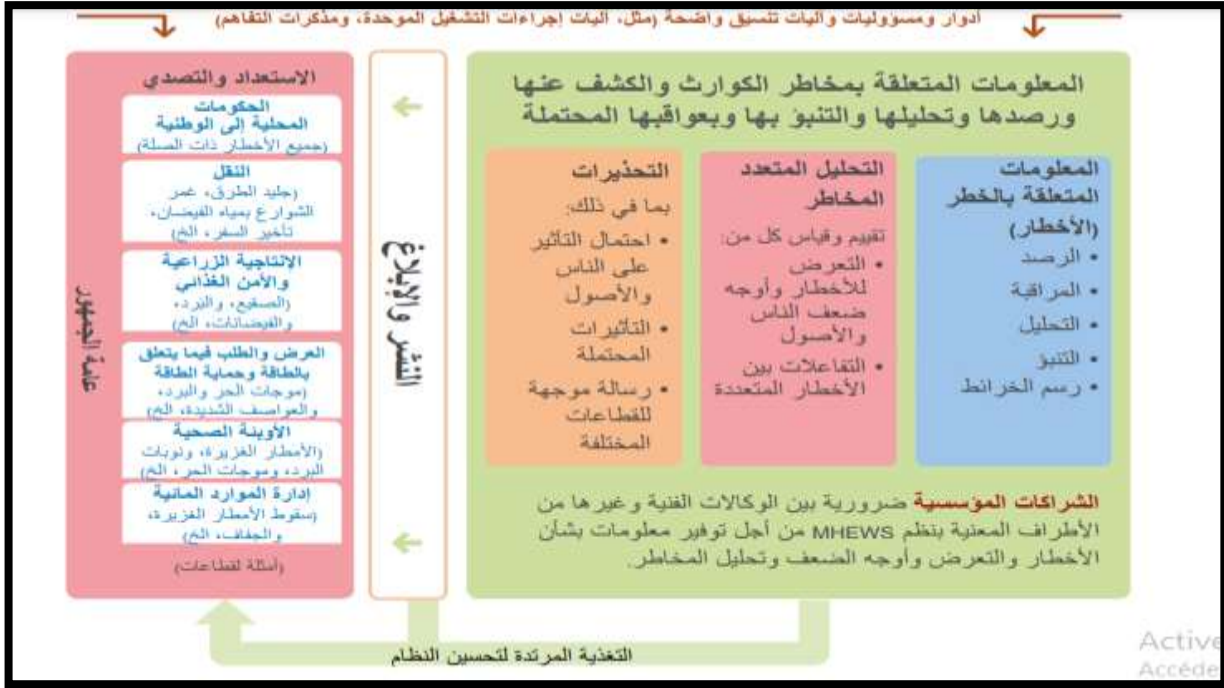 أدوار ومسؤوليات وآليات تنسيق واضحة (مثل، آليات إجراءات التشغيل الموحدة، ومذكرات التفاهم)
المعلومات المتعلقة بمخاطر الكوارث والكشف عنها
ورصدها وتحليلها والتنبؤ بها وبعواقبها المحتملة
المعلومات
المتعلقة بالخطر
(الأخطار)
• الرصد
• المراقبة
• التحليل
• التنبؤ
• رسم الخرائط
التحليل المتعدد
المخاطر
تقييم وقياس كل من:
• التعرض
للأخطار وأوجه
ضعف الناس
والأصول
• التفاعلات بين
الأخطار المتعددة
التحذيرات
بما في ذلك:
• احتمال التأثير
على الناس
والأصول
• التأثيرات
المحتملة
• رسالة موجهة
للقطاعات
المختلفة
الشراكات المؤسسية ضرورية بين الوكالات الفنية وغيرها من
الأطراف المعنية بنظم MHEWS من أجل توفير معلومات بشأن
الأخطار والتعرض وأوجه الضعف وتحليل المخاطر.
النشر والإبلاغ
الاستعداد والتصدي
الحكومات
المحلية إلى الوطنية
(جميع الأخطار ذات الصلة)
النقل
(جليد الطرق، غمر
الشوارع بمياه الفيضان،
تأخير السفر، الخ)
الإنتاجية الزراعية
والأمن الغذائي
(الصقيع، والبرد،
والفيضانات، الخ)
العرض والطلب فيما يتعلق
بالطاقة وحماية الطاقة
(موجات الحر والبرد،
والعواصف الشديدة، الخ)
الأوبئة الصحية
(الأمطار الغزيرة، ونوبات
البرد، وموجات الحر، الخ)
إدارة الموارد المائية
(سقوط الأمطار الغزيرة،
والجفاف، الخ)
(أمثلة لقطاعات)
عامة الجمهور
التغذية المرتدة لتحسين النظام
Active
Accéde